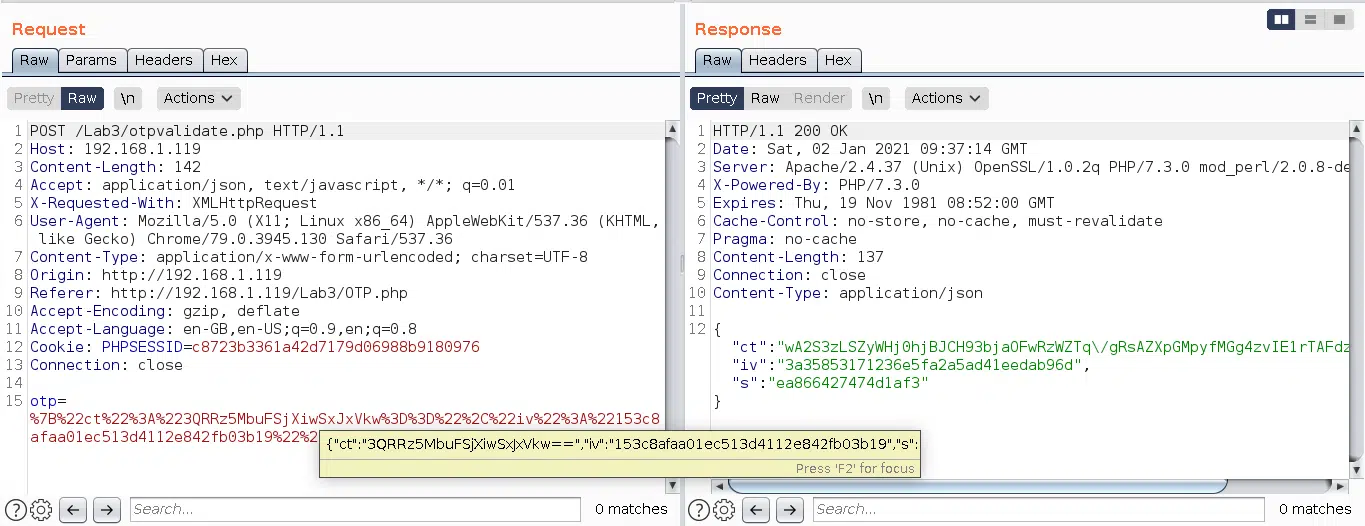 Request
Raw Params Headers Hex
Pretty Raw \n Actions
1 POST /Lab3/otpvalidate.php HTTP/1.1
2 Host: 192.168.1.119
3 Content-Length: 142
4 Accept: application/json, text/javascript, */*; q=0.01
5 X-Requested-With: XMLHttpRequest
6 User-Agent: Mozilla/5.0 (X11; Linux x86_64) AppleWebKit/537.36 (KHTML,
like Gecko) Chrome/79.0.3945.130 Safari/537.36
7 Content-Type: application/x-www-form-urlencoded; charset=UTF-8
8 Origin: http://192.168.1.119
9 Referer: http://192.168.1.119/Lab3/OTP.php
10 Accept-Encoding: gzip, deflate
11 Accept-Language: en-GB,en-US;q=0.9,en;q=0.8
12 Cookie: PHPSESSID=c8723b3361a42d7179d06988b9180976
13 Connection: close
14
15 otp=
%7B%22ct%22%3A%223QRRz5MbuFSjXiwSxJxVkw%3D%3D%22%2C%22iv%22%3A%22153c8
afaa01ec513d4112e842fb03b19%22%2
{"ct":"3QRRz5MbuFSjXiwSxJxVkw==","iv":"153c8afaa01ec513d4112e842fb03b19","s":
Press 'F2' for focus
Search... 0 matches
Response
Raw Headers Hex
Pretty Raw Render \n Actions
1 HTTP/1.1 200 OK
2 Date: Sat, 02 Jan 2021 09:37:14 GMT
3 Server: Apache/2.4.37 (Unix) OpenSSL/1.0.2q PHP/7.3.0 mod_perl/2.0.8-de
4 X-Powered-By: PHP/7.3.0
5 Expires: Thu, 19 Nov 1981 08:52:00 GMT
6 Cache-Control: no-store, no-cache, must-revalidate
7 Pragma: no-cache
8 Content-Length: 137
9 Connection: close
10 Content-Type: application/json
11
12 {
"ct":"wA2S3zLSZyWHj0hjBJCH93bjaOFwRzWZTq\/gRsAZXpGMpyfMGg4zvIE1rTAFdz
"iv":"3a35853171236e5fa2a5ad41eedab96d",
"s":"ea866427474d1af3"
}
Search... 0 matches